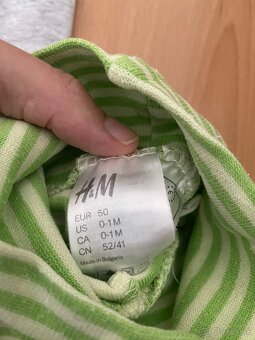 H&M
EUR 50
US 0-1M
CA 0-1M
CN 52/41
Made in Bulgaria